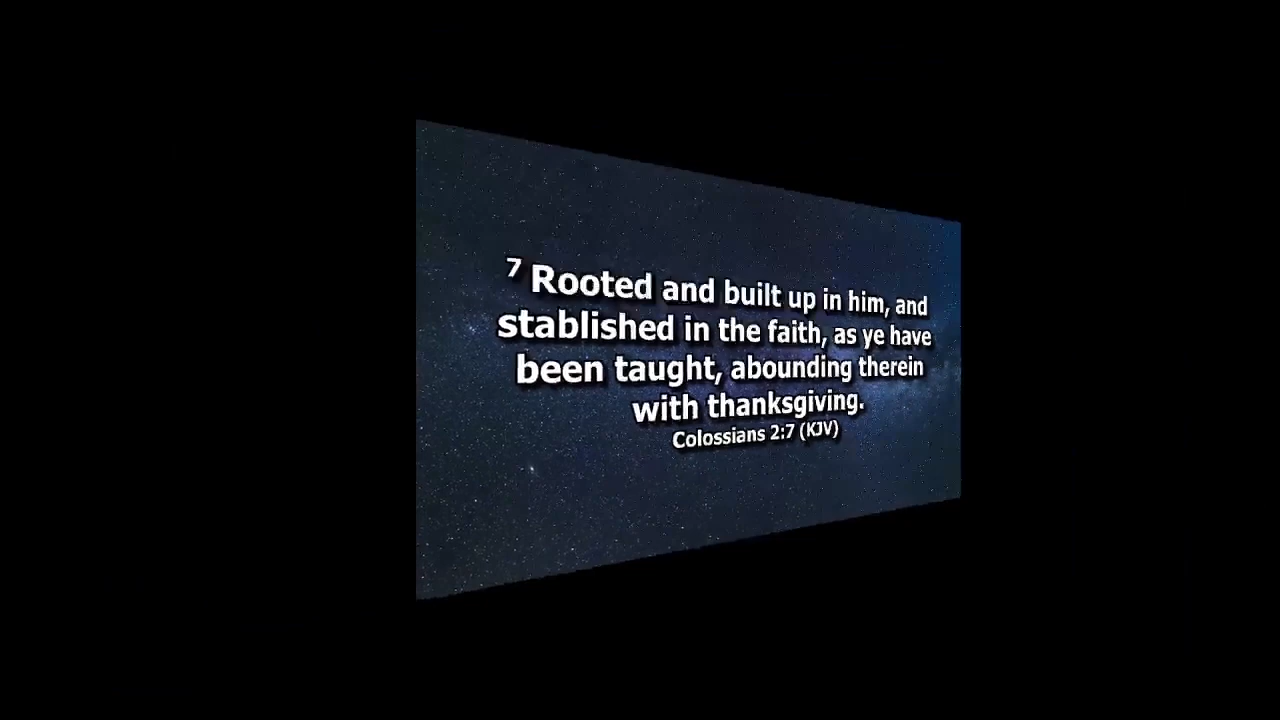 7 Rooted and built up in him, and
stablished in the faith, as ye have
been taught, abounding therein
with thanksgiving.
Colossians 2:7 (KJV)